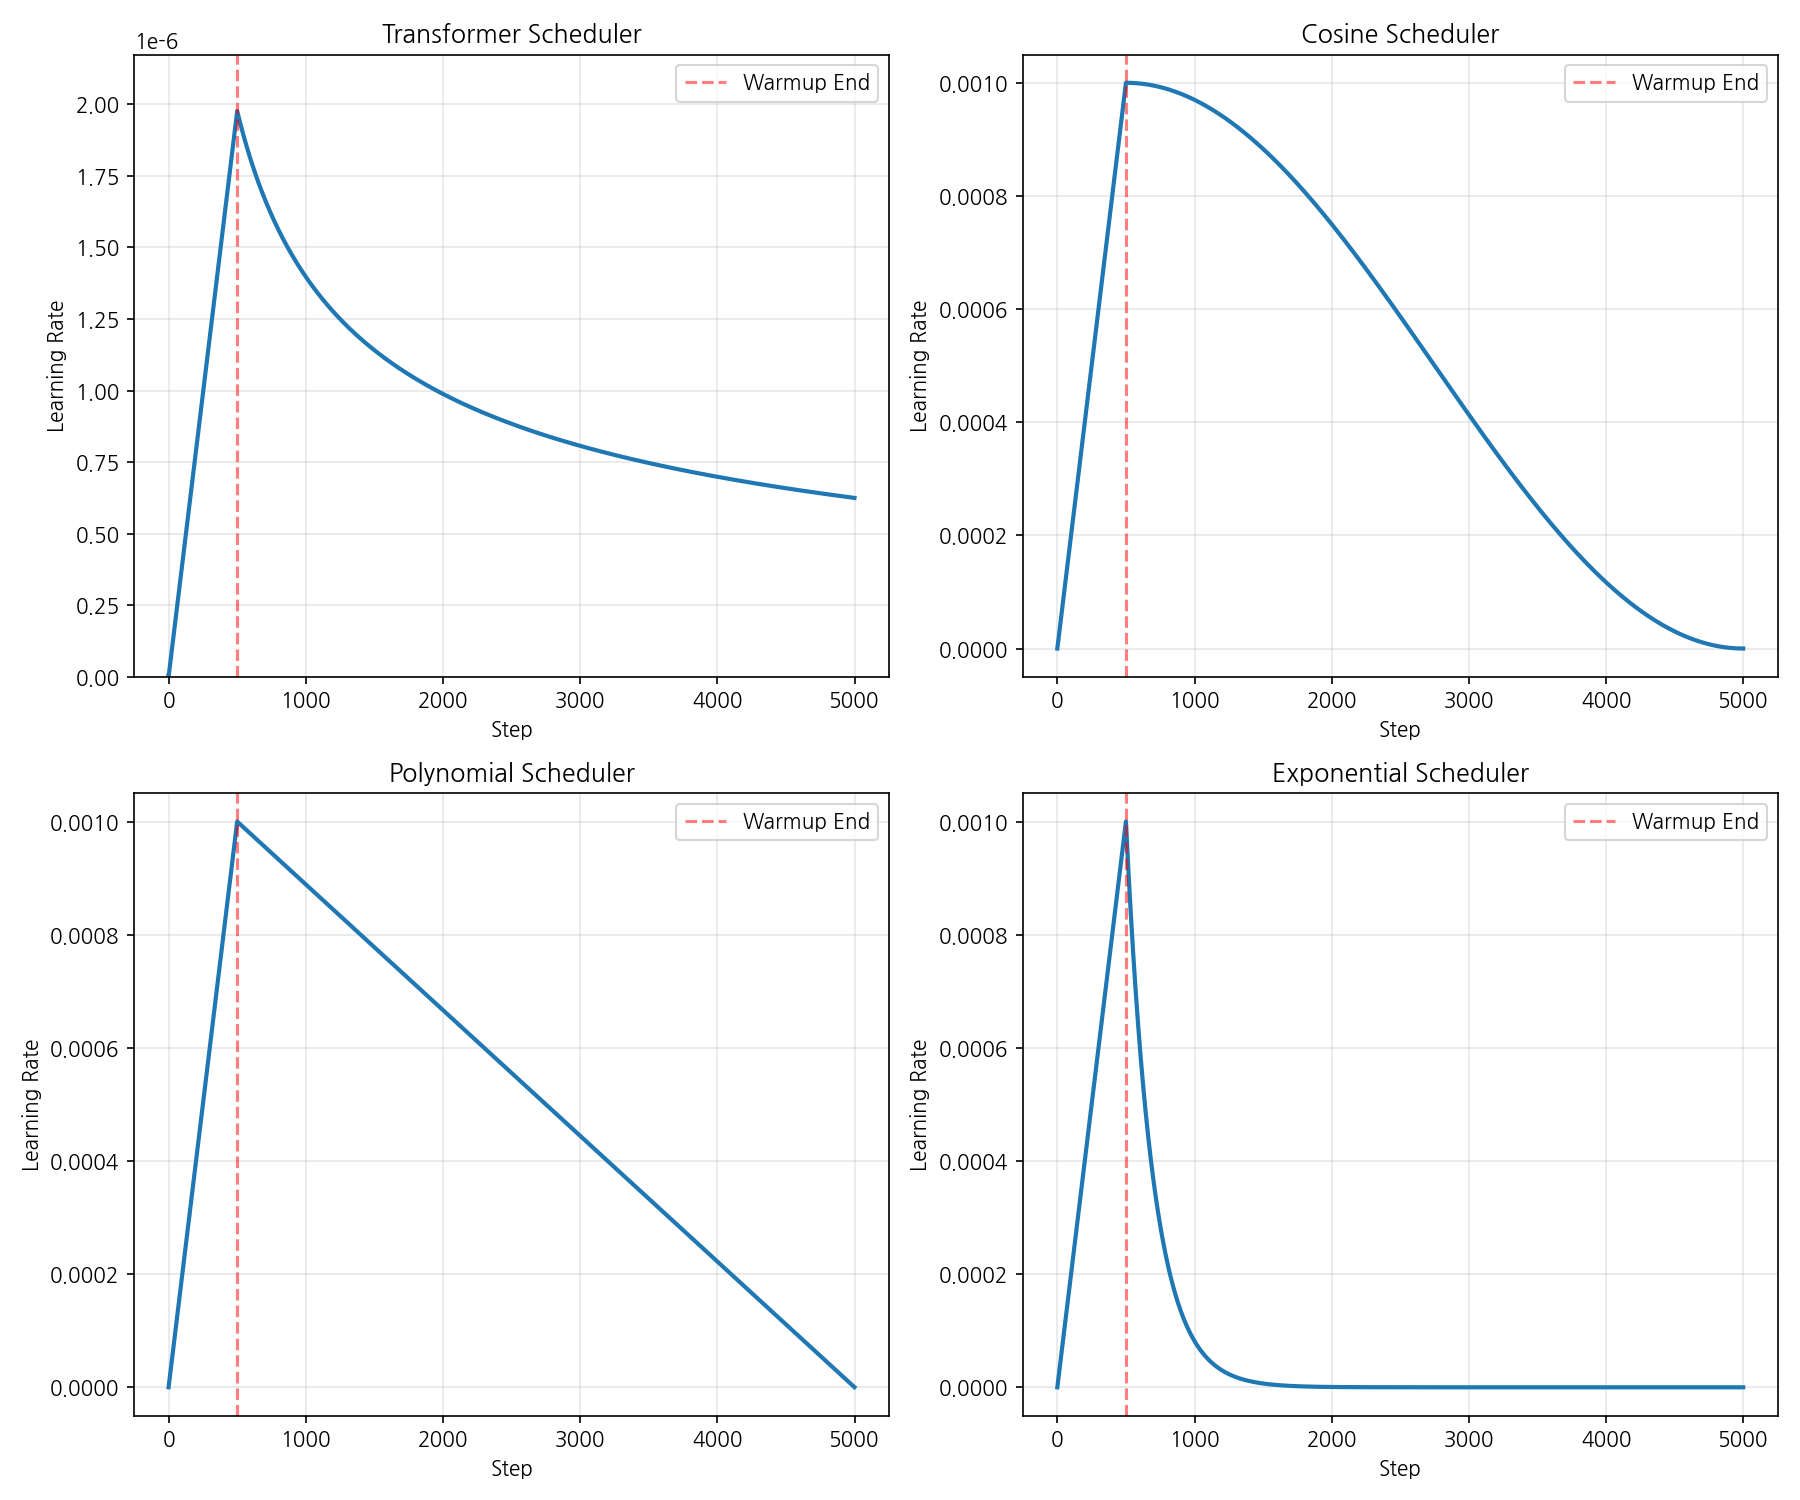 Transformer Scheduler
1e-6
Warmup End
2.00
1.75
1.50
1.25
1.00
0.75
0.50
0.25
0.00
Learning Rate
0 1000 2000 3000 4000 5000
Step
Cosine Scheduler
Warmup End
0.0010
0.0008
0.0006
0.0004
0.0002
0.0000
Learning Rate
0 1000 2000 3000 4000 5000
Step
Polynomial Scheduler
Warmup End
0.0010
0.0008
0.0006
0.0004
0.0002
0.0000
Learning Rate
0 1000 2000 3000 4000 5000
Step
Exponential Scheduler
Warmup End
0.0010
0.0008
0.0006
0.0004
0.0002
0.0000
Learning Rate
0 1000 2000 3000 4000 5000
Step